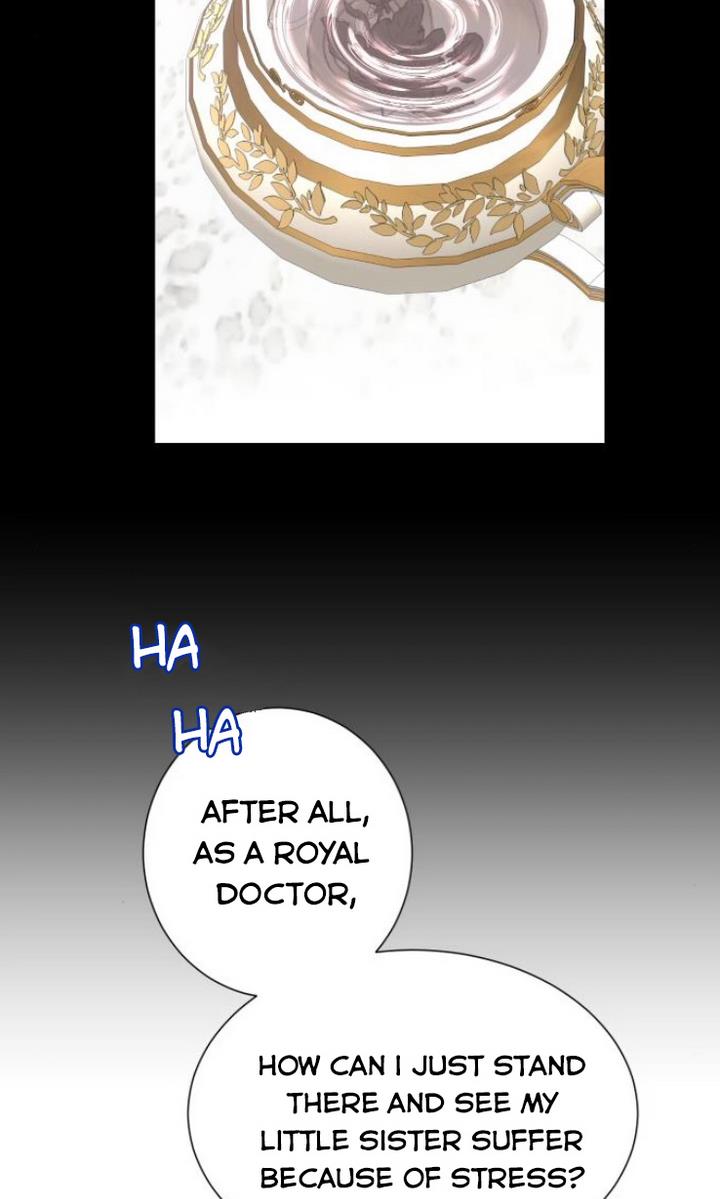 HA
HA
AFTER ALL,
AS A ROYAL
DOCTOR,
HOW CAN I JUST STAND
THERE AND SEE MY
LITTLE SISTER SUFFER
BECAUSE OF STRESS?